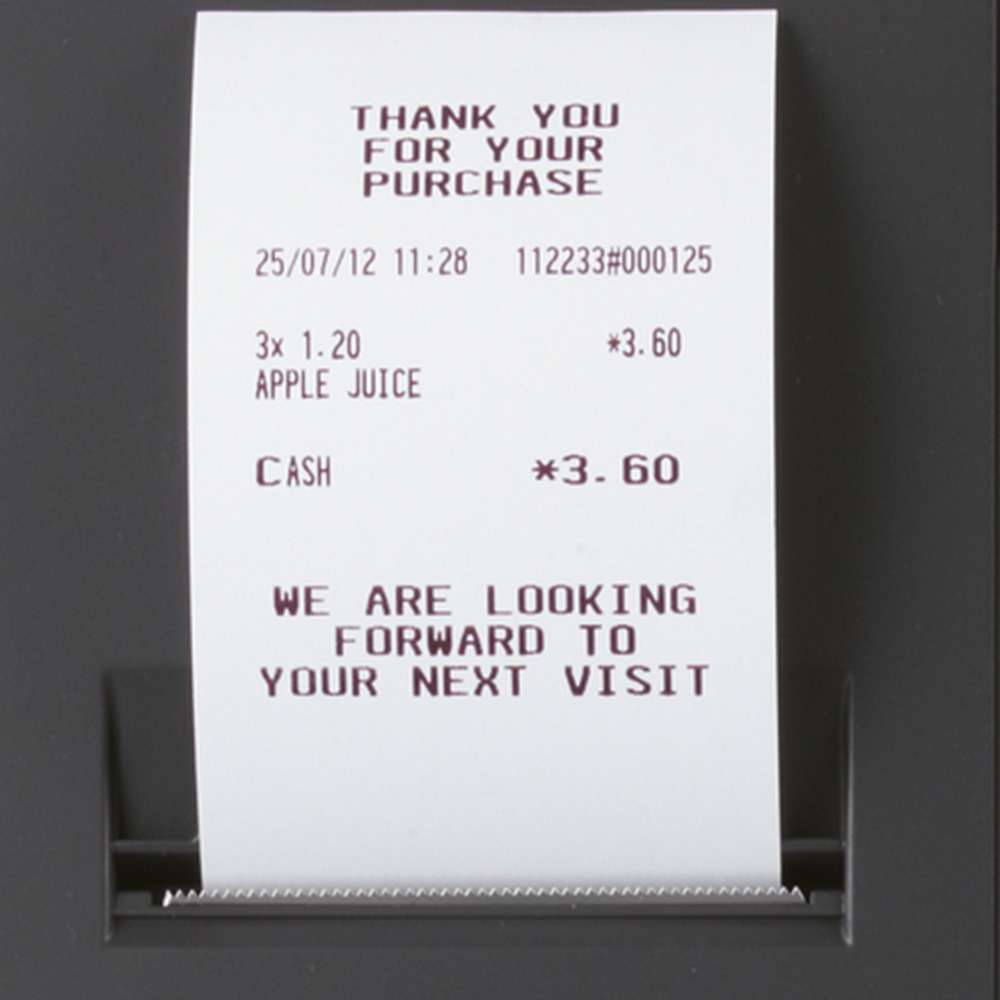 THANK YOU
FOR YOUR
PURCHASE
25/07/12 11:28 112233#000125
3x 1.20 *3.60
APPLE JUICE
CASH *3.60
WE ARE LOOKING
FORWARD TO
YOUR NEXT VISIT